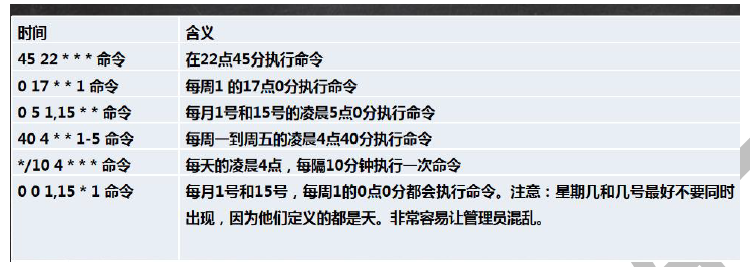 时间 含义
45 22 * * * 命令 在22点45分执行命令
0 17 * * 1 命令 每周1 的17点0分执行命令
0 5 1,15 * * 命令 每月1号和15号的凌晨5点0分执行命令
40 4 * * 1-5 命令 每周一到周五的凌晨4点40分执行命令
*/10 4 * * * 命令 每天的凌晨4点，每隔10分钟执行一次命令
0 0 1,15 * 1 命令 每月1号和15号，每周1的0点0分都会执行命令。注意：星期几和几号最好不要同时
出现，因为他们定义的都是天。非常容易让管理员混乱。